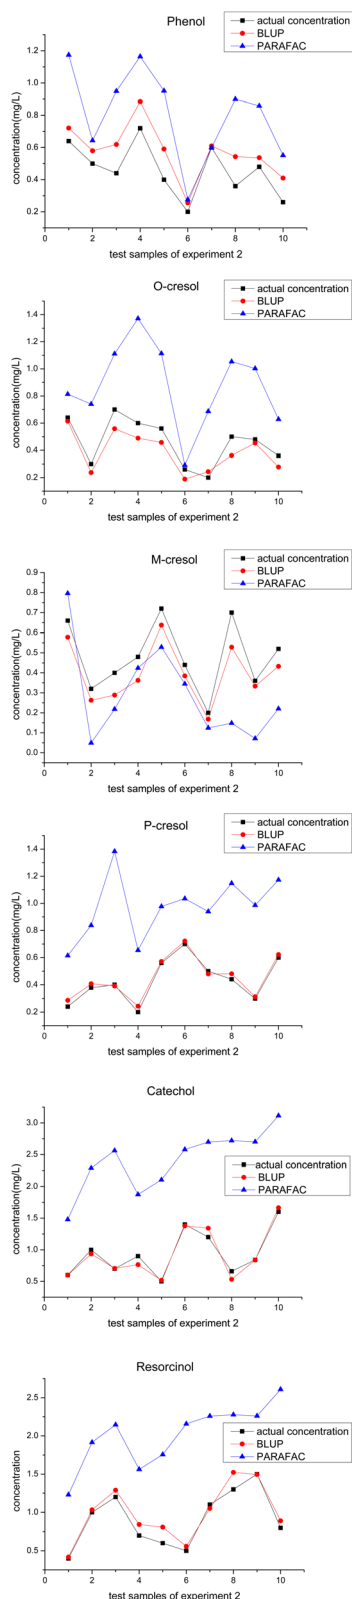 Phenol
actual concentration
BLUP
PARAFAC
1.2
1.0
0.8
0.6
0.4
0.2
concentration(mg/L)
0 2 4 6 8 10
test samples of experiment 2
O-cresol
actual concentration
BLUP
PARAFAC
1.4
1.2
1.0
0.8
0.6
0.4
0.2
concentration(mg/L)
0 2 4 6 8 10
test samples of experiment 2
M-cresol
actual concentration
BLUP
PARAFAC
0.9
0.8
0.7
0.6
0.5
0.4
0.3
0.2
0.1
0.0
concentration(mg/L)
0 2 4 6 8 10
test samples of experiment 2
P-cresol
actual concentration
BLUP
PARAFAC
1.4
1.2
1.0
0.8
0.6
0.4
0.2
concentration(mg/L)
0 2 4 6 8 10
test samples of experiment 2
Catechol
3.0
2.5
2.0
1.5
1.0
0.5
concentration(mg/L)
actual concentration
BLUP
PARAFAC
0 2 4 6 8 10
test samples of experiment 2
Resorcinol
2.5
2.0
1.5
1.0
0.5
concentration
actual concentration
BLUP
PARAFAC
0 2 4 6 8 10
test samples of experiment 2